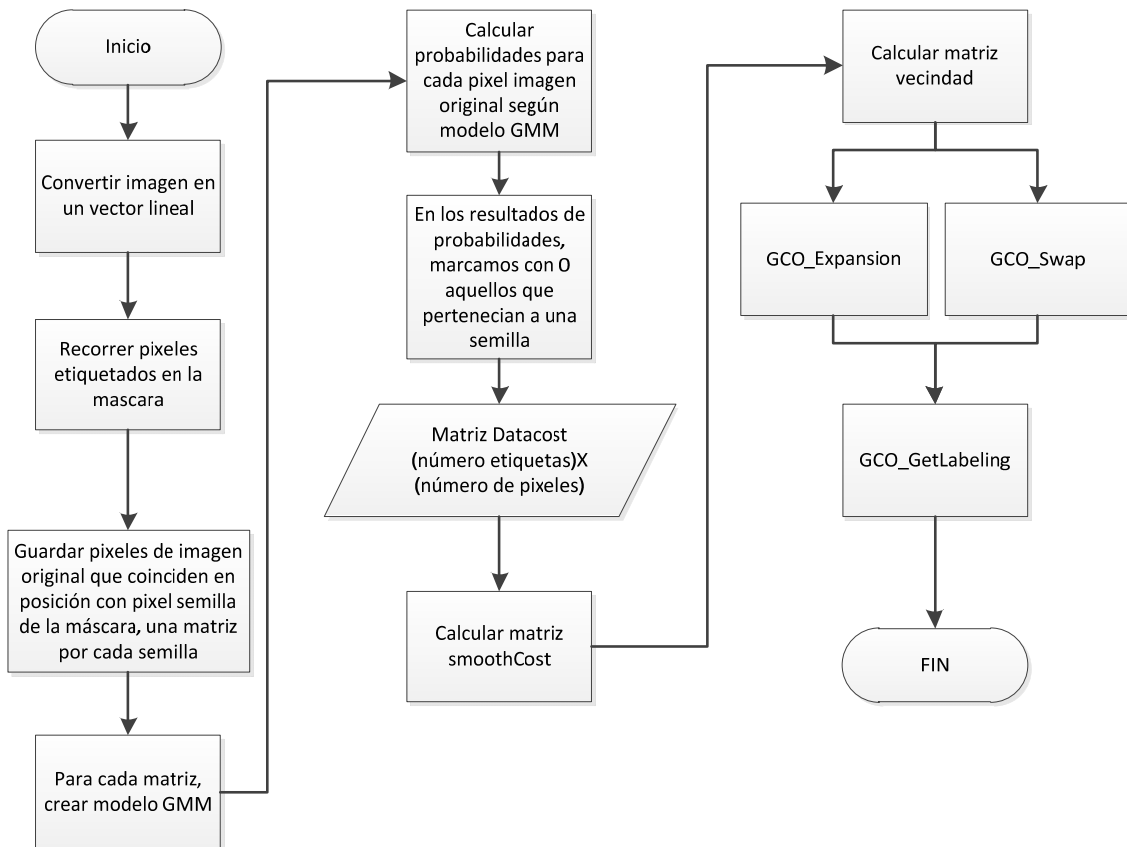 Inicio
Convertir imagen en
un vector lineal
Recorrer pixeles
etiquetados en la
mascara
Guardar pixeles de imagen
original que coinciden en
posición con pixel semilla
de la máscara, una matriz
por cada semilla
Para cada matriz,
crear modelo GMM
Calcular
probabilidades para
cada pixel imagen
original según
modelo GMM
En los resultados de
probabilidades,
marcamos con 0
aquellos que
pertenecian a una
semilla
Matriz Datacost
(número etiquetas)X
(número de pixeles)
Calcular matriz
smoothCost
Calcular matriz
vecindad
GCO_Expansion
GCO_Swap
GCO_GetLabeling
FIN